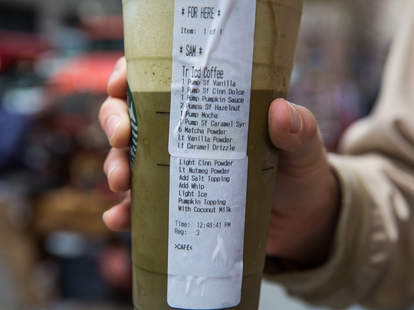 * FOR HERE *
Item: 1 of 1
* SAM *
Tr Icd Coffee
1 Pump Sf Vanilla
1 Pump Sf Cinn Dolce
1 Pump Pumpkin Sauce
2 Pumps Sf Hazelnut
1 Pump Mocha
Pump Sf Caramel Syr
6 Matcha Powder
Lt Vanilla Powder
Lt Caramel Drizzle
Light Cinn Powder
Lt Nutmeg Powder
Add Salt Topping
Add Whip
Light Ice
Pumpkin Topping
With Coconut Milk
Time: 12:48:41 PM
Reg: 3
>CAFE<